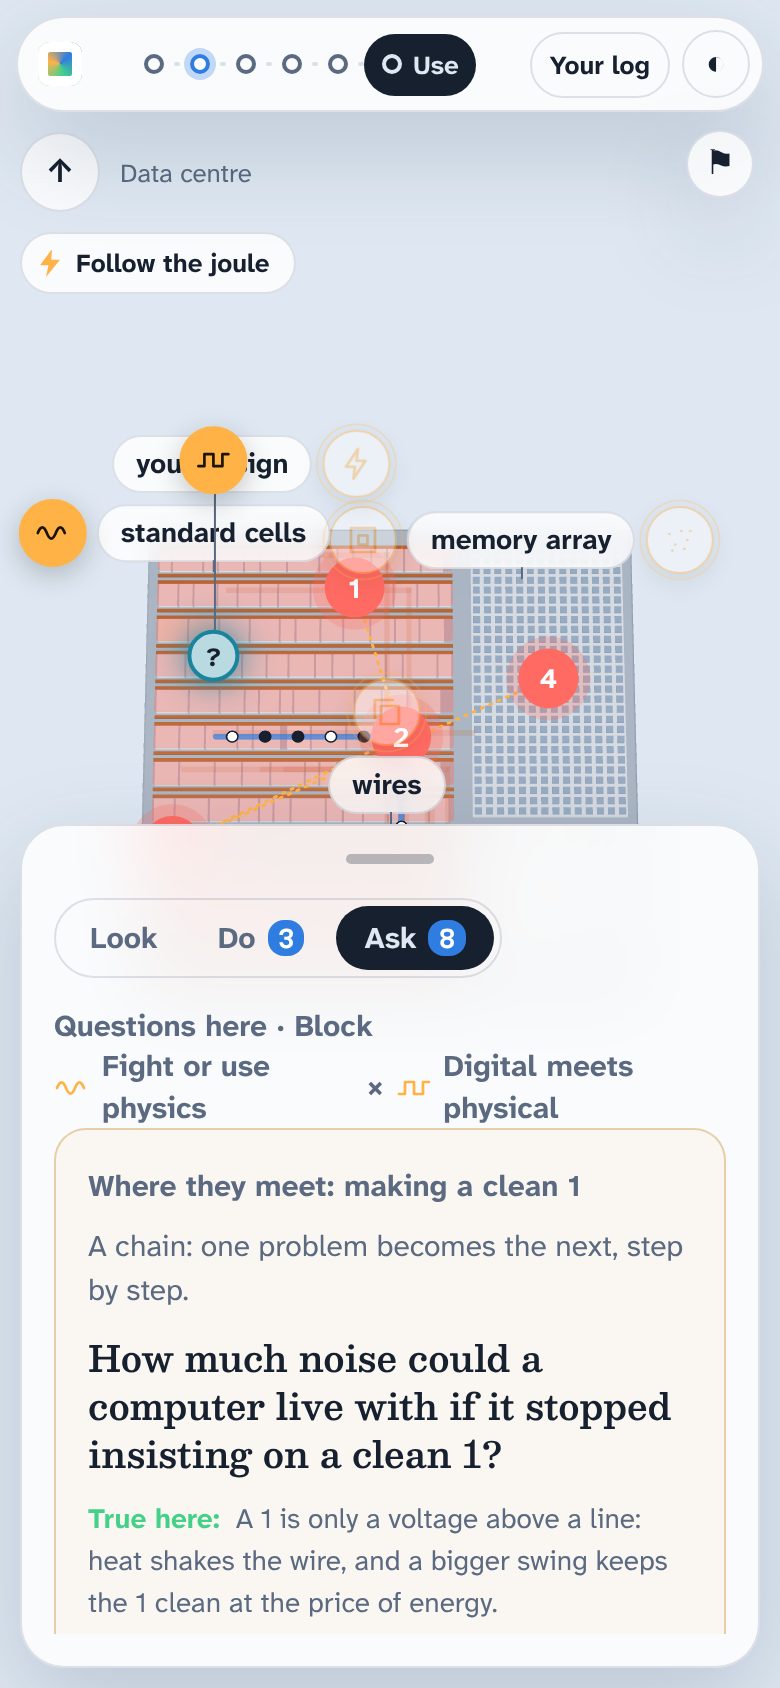 Use
Your log
Data centre
Follow the joule
standard cells
memory array
1
?
4
2
wires
Look
Do 3
Ask 8
Questions here · Block
Fight or use physics
×
Digital meets physical
Where they meet: making a clean 1
A chain: one problem becomes the next, step
by step.
How much noise could a
computer live with if it stopped
insisting on a clean 1?
True here: A 1 is only a voltage above a line:
heat shakes the wire, and a bigger swing keeps
the 1 clean at the price of energy.